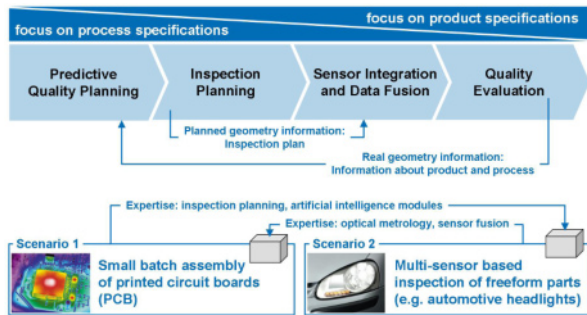 focus on product specifications
focus on process specifications
Predictive Quality Planning
Inspection Planning
Sensor Integration and Data Fusion
Quality Evaluation
Planned geometry information:
Inspection plan
Real geometry information:
Information about product and process
Expertise: inspection planning, artificial intelligence modules
Expertise: optical metrology, sensor fusion
Scenario 1
Small batch assembly
of printed circuit boards
(PCB)
Scenario 2
Multi-sensor based
inspection of freeform parts
(e.g. automotive headlights)